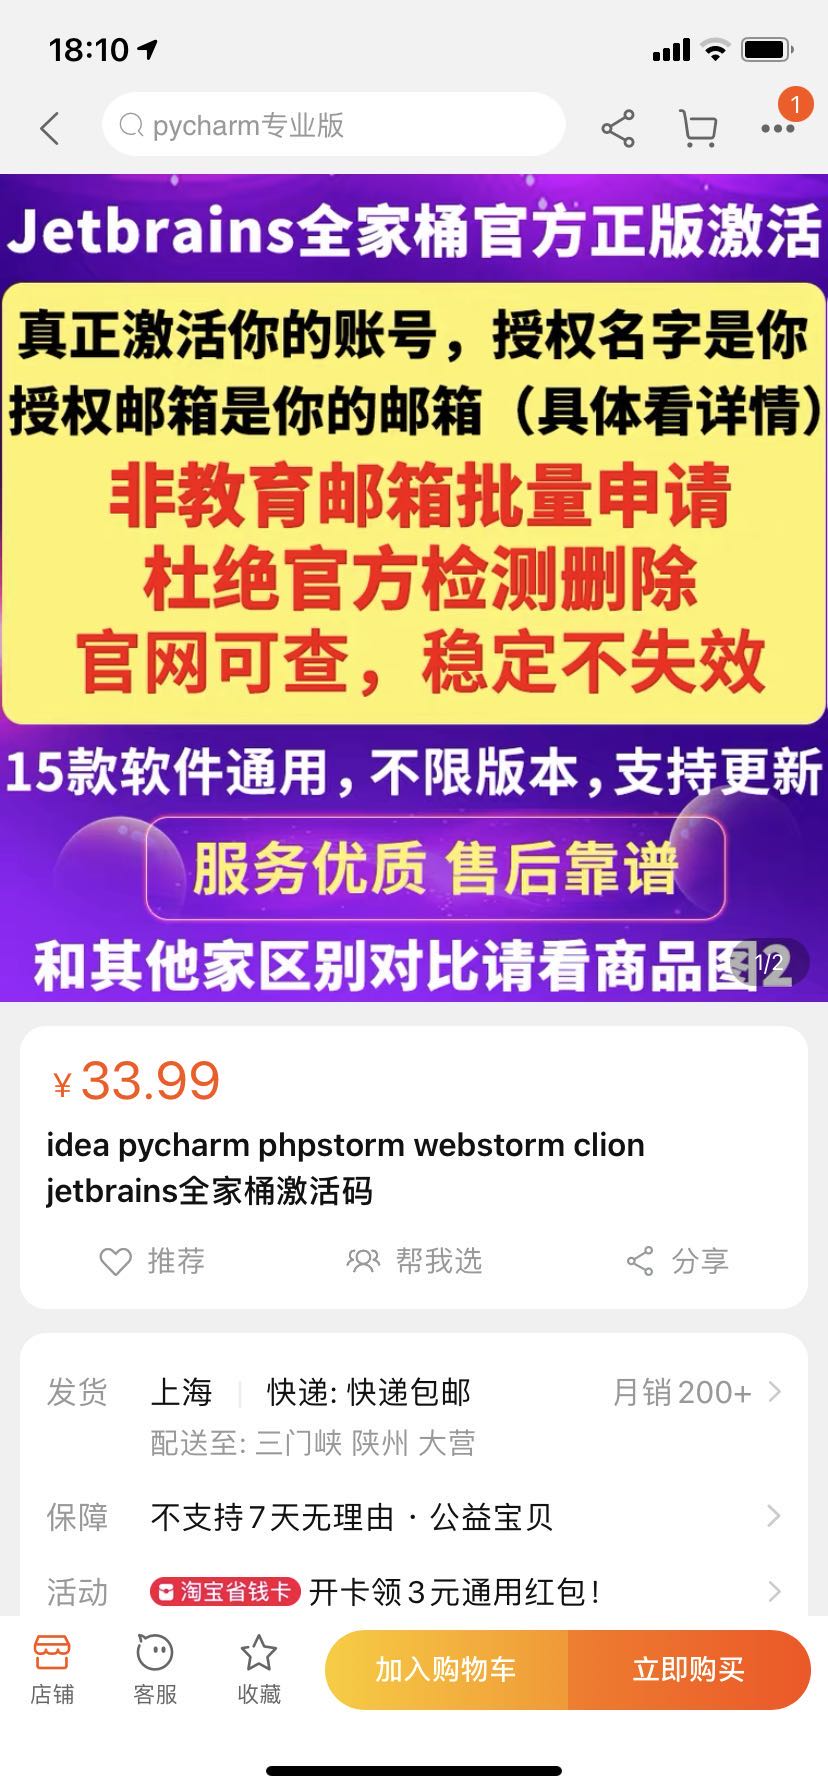 18:10
pycharm专业版
1
Jetbrains全家桶官方正版激活
真正激活你的账号，授权名字是你
授权邮箱是你的邮箱（具体看详情）
非教育邮箱批量申请
杜绝官方检测删除
官网可查，稳定不失效
15款软件通用，不限版本，支持更新
服务优质 售后靠谱
和其他家区别对比请看商品图2
1/2
¥33.99
idea pycharm phpstorm webstorm clion
jetbrains全家桶激活码
推荐 帮我选 分享
发货 上海 | 快递: 快递包邮 月销 200+
配送至: 三门峡 陕州 大营
保障 不支持7天无理由 · 公益宝贝
活动 淘宝省钱卡 开卡领3元通用红包！
店铺 客服 收藏 加入购物车 立即购买